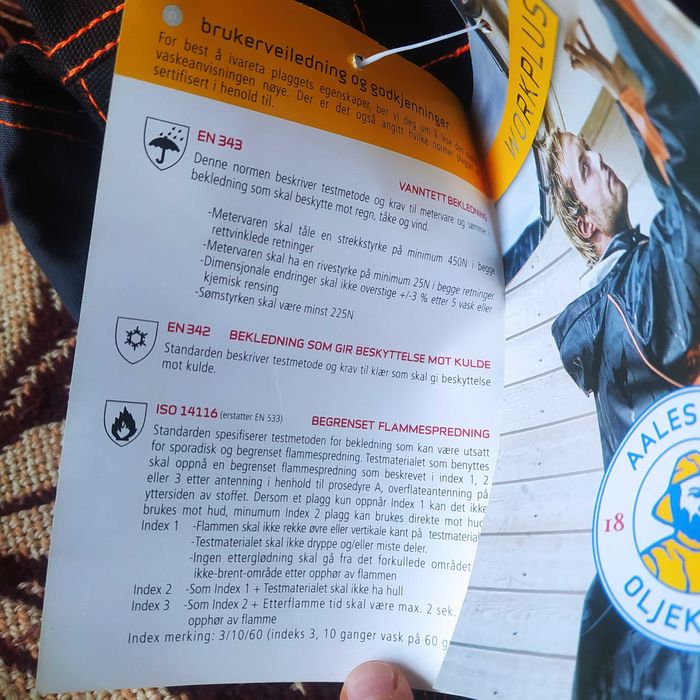 n
brukerveiledning og godkjenninger
For best å ivareta plaggets egenskaper, ber vi deg om å lese
vaskeanvisningen nøye. Der er det også angitt hvilke normer plagget
sertifisert i henold til.
EN 343
VANNTETT BEKLEDNING
Denne normen beskriver testmetode og krav til metervare og sømmer i
bekledning som skal beskytte mot regn, tåke og vind.
-Metervaren skal tåle en strekkstyrke på minimum 450N i begge
rettvinklede retninger
-Metervaren skal ha en rivestyrke på minimum 25N i begge retninger
-Dimensjonale endringer skal ikke overstige +/-3 % etter 5 vask eller
kjemisk rensing
-Sømstyrken skal være minst 225N
EN 342 BEKLEDNING SOM GIR BESKYTTELSE MOT KULDE
Standarden beskriver testmetode og krav til klær som skal gi beskyttelse
mot kulde.
ISO 14116 (erstatter EN 533) BEGRENSET FLAMMESPREDNING
Standarden spesifiserer testmetoden for bekledning som kan være utsatt
for sporadisk og begrenset flammespredning. Testmaterialet som benyttes
skal oppnå en begrenset flammespredning som beskrevet i index 1, 2
eller 3 etter antenning i henhold til prosedyre A, overflateantenning på
yttersiden av stoffet. Dersom et plagg kun oppnår Index 1 kan det ikke
brukes mot hud, minumum Index 2 plagg kan brukes direkte mot hud
Index 1 -Flammen skal ikke rekke øvre eller vertikale kant på testmaterial
-Testmaterialet skal ikke dryppe og/eller miste deler.
-Ingen etterglødning skal gå fra det forkullede området
ikke-brent-område etter opphør av flammen
Index 2 -Som Index 1 + Testmaterialet skal ikke ha hull
Index 3 -Som Index 2 + Etterflamme tid skal være max. 2 sek.
opphør av flamme
Index merking: 3/10/60 (indeks 3, 10 ganger vask på 60 g
WORKPLUS
AALES
18
OLJEK